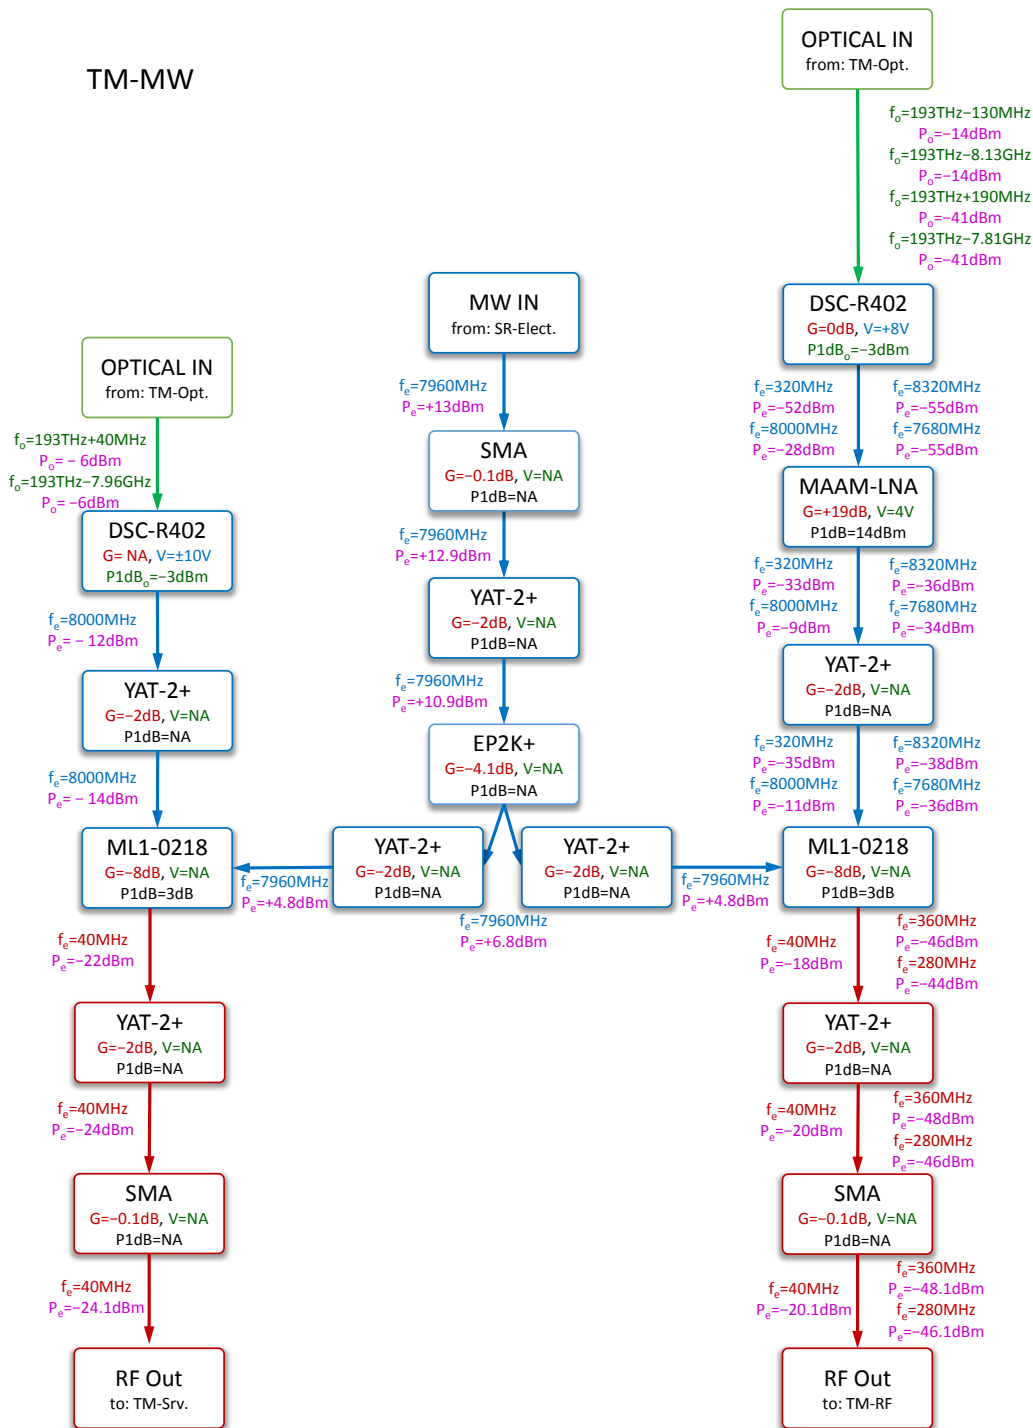 TM-MW
OPTICAL IN
from: TM-Opt.
fₒ=193THz−130MHz
Pₒ=−14dBm
fₒ=193THz−8.13GHz
Pₒ=−14dBm
fₒ=193THz+190MHz
Pₒ=−41dBm
fₒ=193THz−7.81GHz
Pₒ=−41dBm
DSC-R402
G=0dB, V=+8V
P1dBₒ=−3dBm
fₑ=320MHz
Pₑ=−52dBm
fₑ=8000MHz
Pₑ=−28dBm
fₑ=8320MHz
Pₑ=−55dBm
fₑ=7680MHz
Pₑ=−55dBm
MAAM-LNA
G=+19dB, V=4V
P1dB=14dBm
fₑ=320MHz
Pₑ=−33dBm
fₑ=8000MHz
Pₑ=−9dBm
fₑ=8320MHz
Pₑ=−36dBm
fₑ=7680MHz
Pₑ=−34dBm
YAT-2+
G=−2dB, V=NA
P1dB=NA
fₑ=320MHz
Pₑ=−35dBm
fₑ=8000MHz
Pₑ=−11dBm
fₑ=8320MHz
Pₑ=−38dBm
fₑ=7680MHz
Pₑ=−36dBm
ML1-0218
G=−8dB, V=NA
P1dB=3dB
fₑ=40MHz
Pₑ=−18dBm
fₑ=360MHz
Pₑ=−46dBm
fₑ=280MHz
Pₑ=−44dBm
YAT-2+
G=−2dB, V=NA
P1dB=NA
fₑ=40MHz
Pₑ=−20dBm
fₑ=360MHz
Pₑ=−48dBm
fₑ=280MHz
Pₑ=−46dBm
SMA
G=−0.1dB, V=NA
P1dB=NA
fₑ=40MHz
Pₑ=−20.1dBm
fₑ=360MHz
Pₑ=−48.1dBm
fₑ=280MHz
Pₑ=−46.1dBm
RF Out
to: TM-RF
MW IN
from: SR-Elect.
fₑ=7960MHz
Pₑ=+13dBm
SMA
G=−0.1dB, V=NA
P1dB=NA
fₑ=7960MHz
Pₑ=+12.9dBm
YAT-2+
G=−2dB, V=NA
P1dB=NA
fₑ=7960MHz
Pₑ=+10.9dBm
EP2K+
G=−4.1dB, V=NA
P1dB=NA
YAT-2+
G=−2dB, V=NA
P1dB=NA
YAT-2+
G=−2dB, V=NA
P1dB=NA
fₑ=7960MHz
Pₑ=+4.8dBm
fₑ=7960MHz
Pₑ=+6.8dBm
fₑ=7960MHz
Pₑ=+4.8dBm
OPTICAL IN
from: TM-Opt.
fₒ=193THz+40MHz
Pₒ=− 6dBm
fₒ=193THz−7.96GHz
Pₒ= −6dBm
DSC-R402
G= NA, V=±10V
P1dBₒ=−3dBm
fₑ=8000MHz
Pₑ=− 12dBm
YAT-2+
G=−2dB, V=NA
P1dB=NA
fₑ=8000MHz
Pₑ=− 14dBm
ML1-0218
G=−8dB, V=NA
P1dB=3dB
fₑ=40MHz
Pₑ=−22dBm
YAT-2+
G=−2dB, V=NA
P1dB=NA
fₑ=40MHz
Pₑ=−24dBm
SMA
G=−0.1dB, V=NA
P1dB=NA
fₑ=40MHz
Pₑ=−24.1dBm
RF Out
to: TM-Srv.